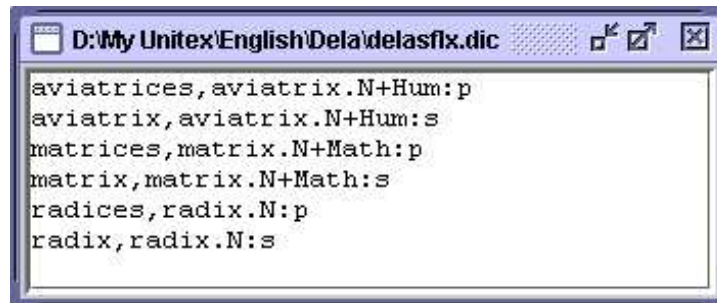 D:\My Unitex\English\Dela\delasflx.dic
aviatrices,aviatrix.N+Hum:p
aviatrix,aviatrix.N+Hum:s
matrices,matrix.N+Math:p
matrix,matrix.N+Math:s
radices,radix.N:p
radix,radix.N:s